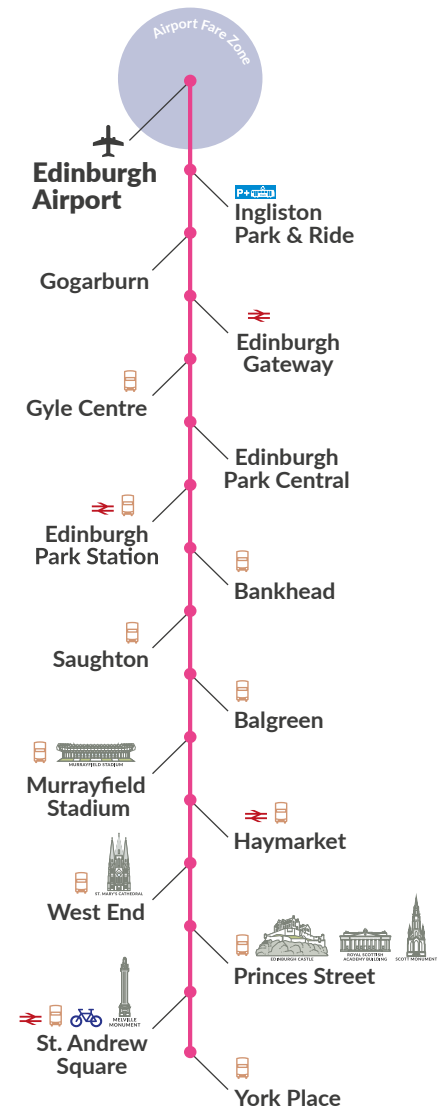 Airport Fare Zone
Edinburgh
Airport
P+
Ingliston
Park & Ride
Gogarburn
Edinburgh
Gateway
Gyle Centre
Edinburgh
Park Central
Edinburgh
Park Station
Bankhead
Saughton
Balgreen
MURRAYFIELD STADIUM
Murrayfield
Stadium
Haymarket
ST. MARY'S CATHEDRAL
West End
EDINBURGH CASTLE
ROYAL SCOTTISH
ACADEMY BUILDING
SCOTT MONUMENT
Princes Street
MELVILLE
MONUMENT
St. Andrew
Square
York Place